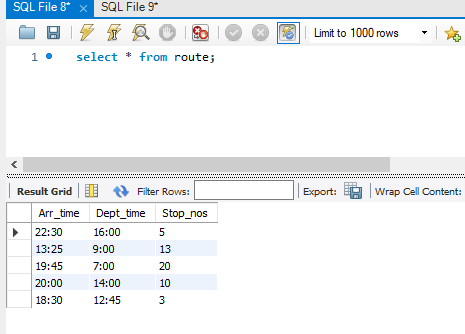 SQL File 8* × SQL File 9*
Limit to 1000 rows
1 select * from route;
Result Grid Filter Rows: Export: Wrap Cell Content:
Arr_time Dept_time Stop_nos
22:30 16:00 5
13:25 9:00 13
19:45 7:00 20
20:00 14:00 10
18:30 12:45 3